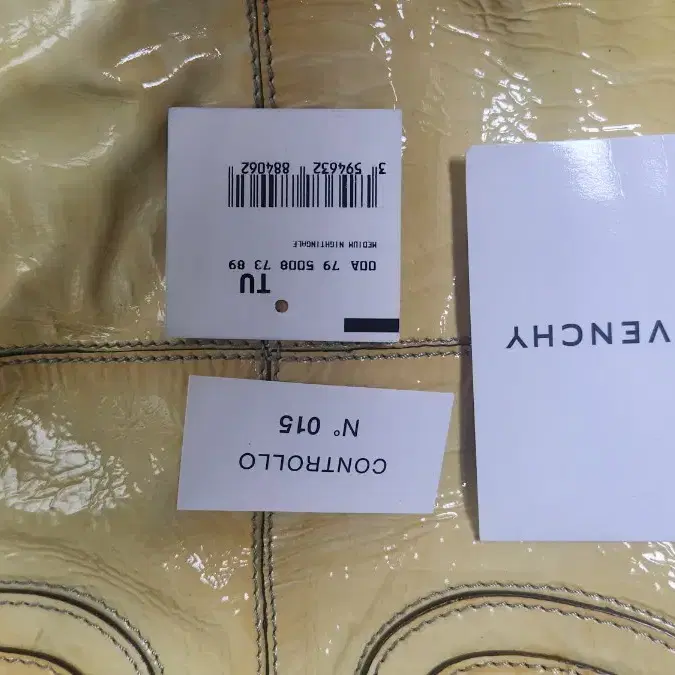 VENCHY
CONTROLLO
N° 015
TU
00A 79 5008 73 89
MEDIUM NIGHTINGALE
3 594632 884062